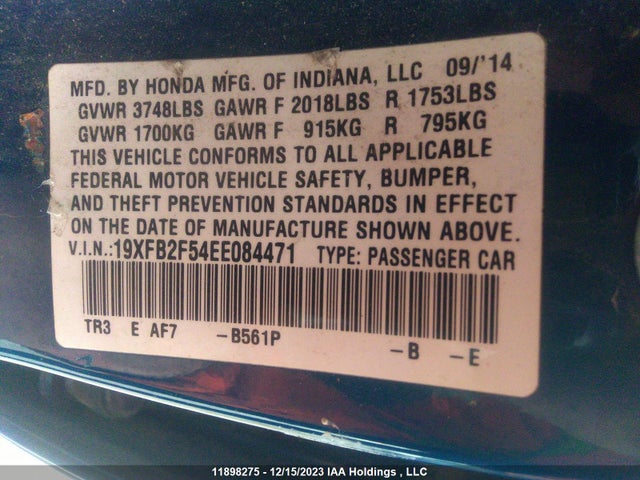 MFD. BY HONDA MFG. OF INDIANA, LLC 09/'14
GVWR 3748LBS GAWR F 2018LBS R 1753LBS
GVWR 1700KG GAWR F 915KG R 795KG
THIS VEHICLE CONFORMS TO ALL APPLICABLE
FEDERAL MOTOR VEHICLE SAFETY, BUMPER,
AND THEFT PREVENTION STANDARDS IN EFFECT
ON THE DATE OF MANUFACTURE SHOWN ABOVE.
V.I.N.:19XFB2F54EE084471 TYPE: PASSENGER CAR
TR3 E AF7 -B561P -B -E
11898275 - 12/15/2023 IAA Holdings , LLC